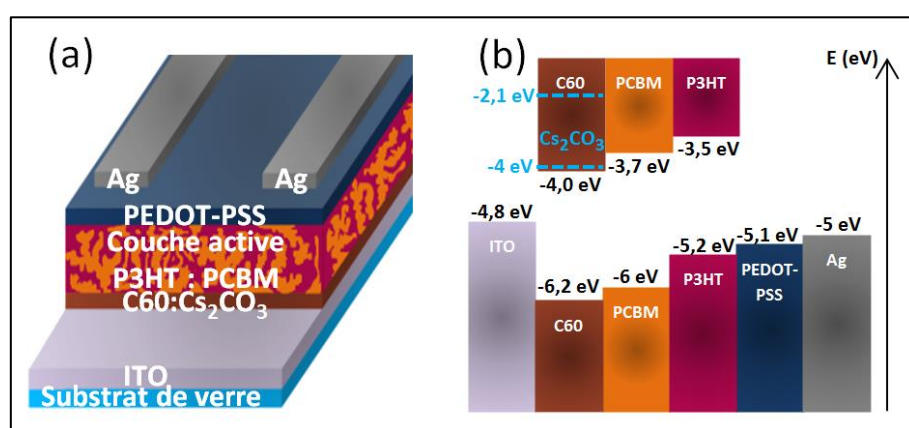 (a)
Ag
Ag
PEDOT-PSS
Couche active
P3HT : PCBM
C60:Cs₂CO₃
ITO
Substrat de verre
(b)
E (eV)
C60
PCBM
P3HT
-2,1 eV
Cs₂CO₃
-4 eV
-4,0 eV
-3,7 eV
-3,5 eV
-4,8 eV
-6,2 eV
-6 eV
-5,2 eV
-5,1 eV
-5 eV
ITO
C60
PCBM
P3HT
PEDOT-
PSS
Ag